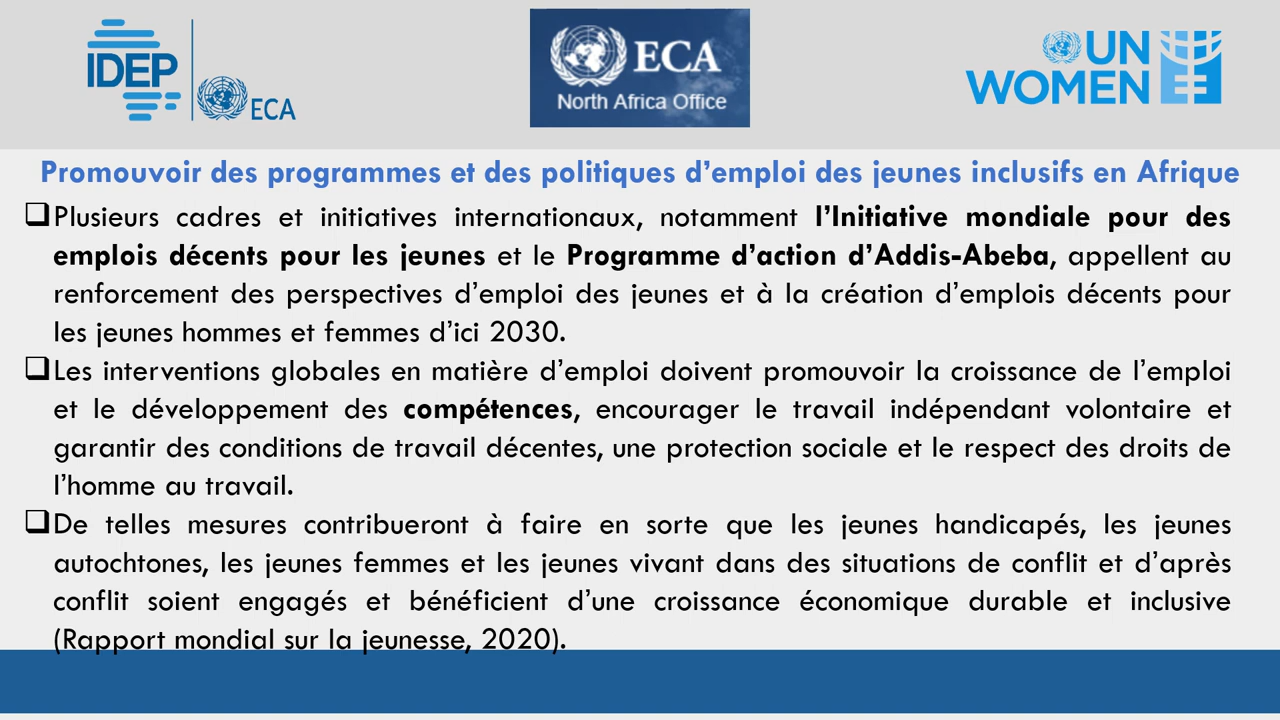 IDEP
ECA
ECA
North Africa Office
UN
WOMEN
Promouvoir des programmes et des politiques d’emploi des jeunes inclusifs en Afrique
❑Plusieurs cadres et initiatives internationaux, notamment l’Initiative mondiale pour des
emplois décents pour les jeunes et le Programme d’action d’Addis-Abeba, appellent au
renforcement des perspectives d’emploi des jeunes et à la création d’emplois décents pour
les jeunes hommes et femmes d’ici 2030.
❑Les interventions globales en matière d’emploi doivent promouvoir la croissance de l’emploi
et le développement des compétences, encourager le travail indépendant volontaire et
garantir des conditions de travail décentes, une protection sociale et le respect des droits de
l’homme au travail.
❑De telles mesures contribueront à faire en sorte que les jeunes handicapés, les jeunes
autochtones, les jeunes femmes et les jeunes vivant dans des situations de conflit et d’après
conflit soient engagés et bénéficient d’une croissance économique durable et inclusive
(Rapport mondial sur la jeunesse, 2020).